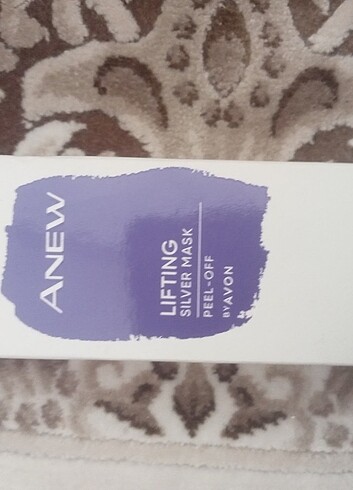 ANEW
LIFTING
SILVER MASK
PEEL-OFF
BY AVON